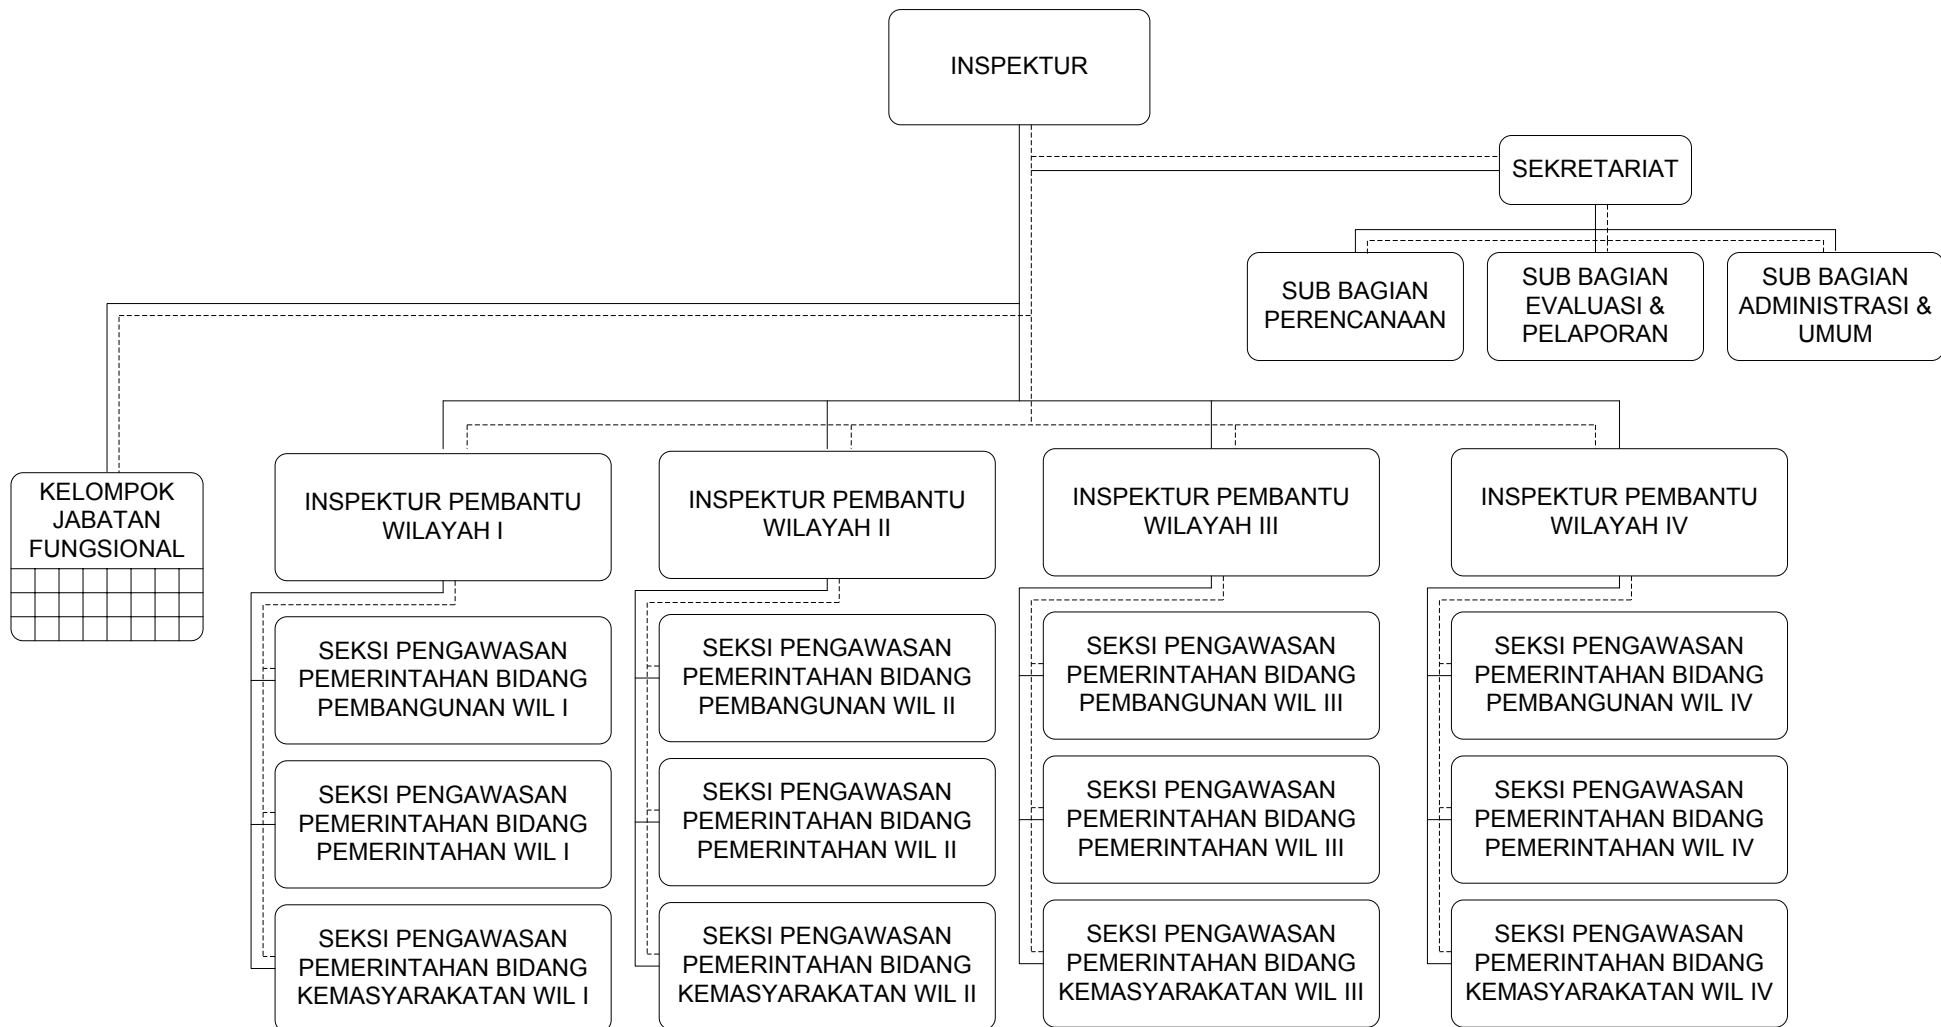 INSPEKTUR
SEKRETARIAT
SUB BAGIAN
PERENCANAAN
SUB BAGIAN
EVALUASI &
PELAPORAN
SUB BAGIAN
ADMINISTRASI &
UMUM
KELOMPOK
JABATAN
FUNGSIONAL
INSPEKTUR PEMBANTU
WILAYAH I
INSPEKTUR PEMBANTU
WILAYAH II
INSPEKTUR PEMBANTU
WILAYAH III
INSPEKTUR PEMBANTU
WILAYAH IV
SEKSI PENGAWASAN
PEMERINTAHAN BIDANG
PEMBANGUNAN WIL I
SEKSI PENGAWASAN
PEMERINTAHAN BIDANG
PEMBANGUNAN WIL II
SEKSI PENGAWASAN
PEMERINTAHAN BIDANG
PEMBANGUNAN WIL III
SEKSI PENGAWASAN
PEMERINTAHAN BIDANG
PEMBANGUNAN WIL IV
SEKSI PENGAWASAN
PEMERINTAHAN BIDANG
PEMERINTAHAN WIL I
SEKSI PENGAWASAN
PEMERINTAHAN BIDANG
PEMERINTAHAN WIL II
SEKSI PENGAWASAN
PEMERINTAHAN BIDANG
PEMERINTAHAN WIL III
SEKSI PENGAWASAN
PEMERINTAHAN BIDANG
PEMERINTAHAN WIL IV
SEKSI PENGAWASAN
PEMERINTAHAN BIDANG
KEMASYARAKATAN WIL I
SEKSI PENGAWASAN
PEMERINTAHAN BIDANG
KEMASYARAKATAN WIL II
SEKSI PENGAWASAN
PEMERINTAHAN BIDANG
KEMASYARAKATAN WIL III
SEKSI PENGAWASAN
PEMERINTAHAN BIDANG
KEMASYARAKATAN WIL IV